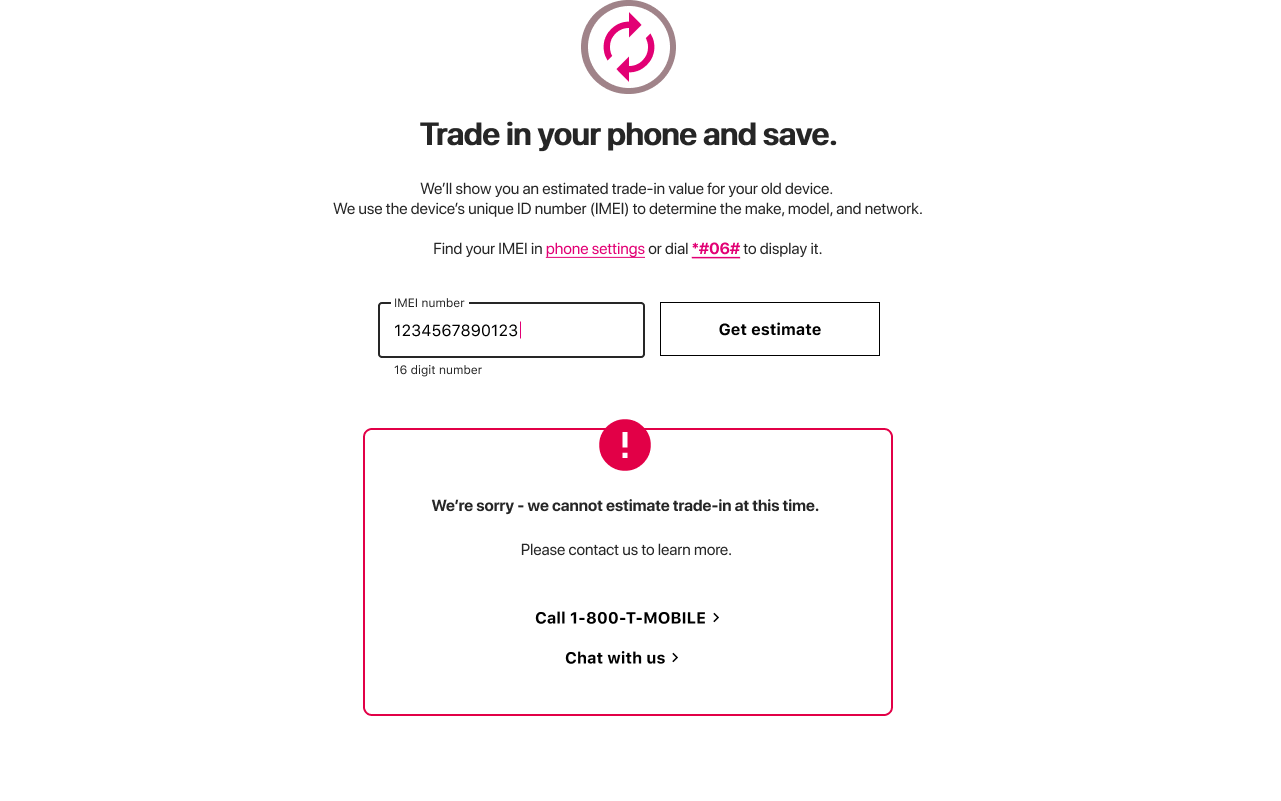 Trade in your phone and save.
We’ll show you an estimated trade-in value for your old device.
We use the device’s unique ID number (IMEI) to determine the make, model, and network.
Find your IMEI in phone settings or dial *#06# to display it.
IMEI number
1234567890123
Get estimate
16 digit number
!
We’re sorry - we cannot estimate trade-in at this time.
Please contact us to learn more.
Call 1-800-T-MOBILE >
Chat with us >